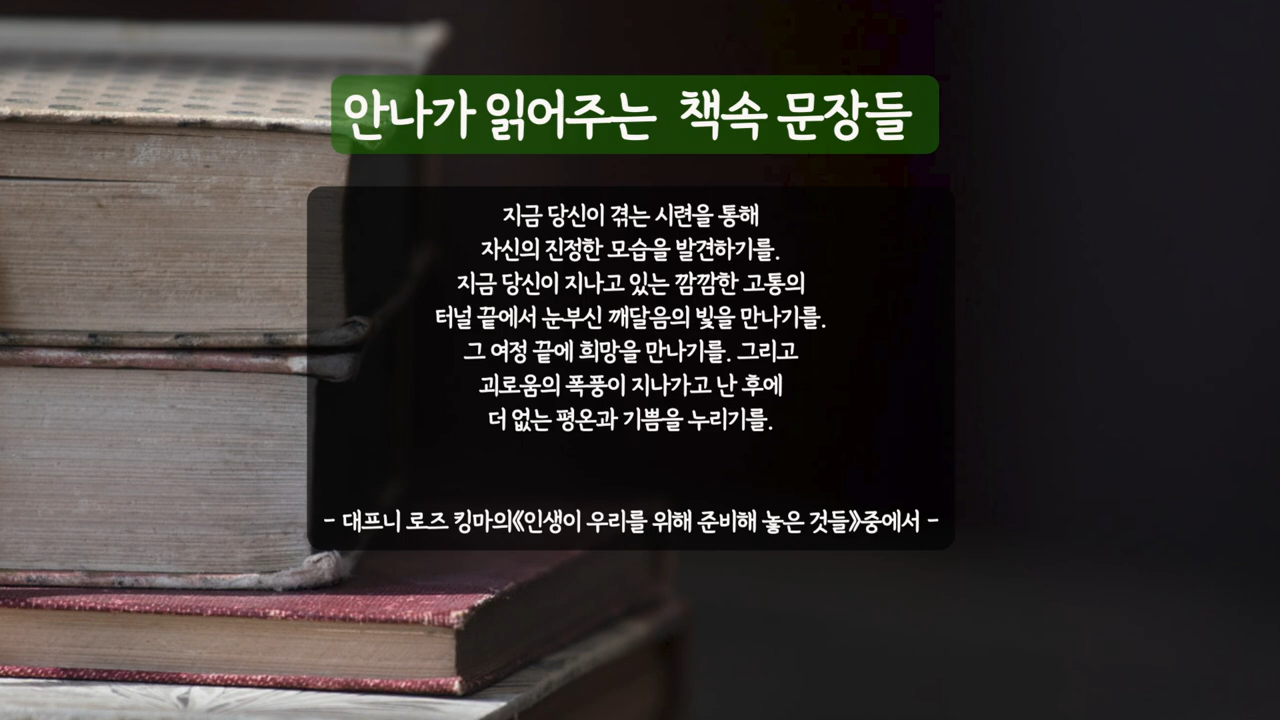 안나가 읽어주는 책속 문장들
지금 당신이 겪는 시련을 통해
자신의 진정한 모습을 발견하기를.
지금 당신이 지나고 있는 깜깜한 고통의
터널 끝에서 눈부신 깨달음의 빛을 만나기를.
그 여정 끝에 희망을 만나기를. 그리고
괴로움의 폭풍이 지나가고 난 후에
더 없는 평온과 기쁨을 누리기를.
- 대프니 로즈 킹마의《인생이 우리를 위해 준비해 놓은 것들》중에서 -